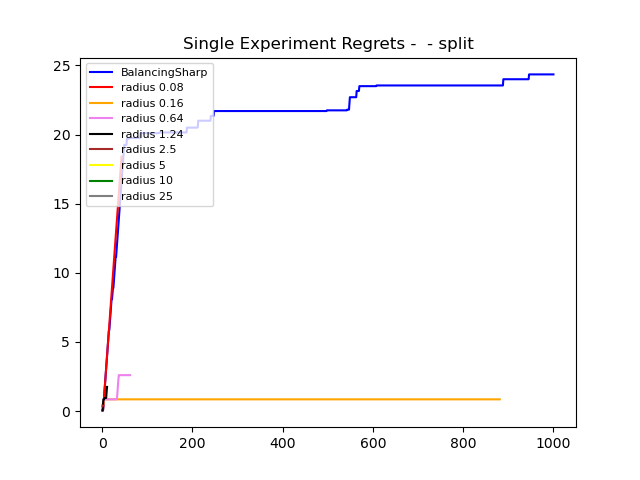 Single Experiment Regrets -  - split
25
20
15
10
5
0
BalancingSharp
radius 0.08
radius 0.16
radius 0.64
radius 1.24
radius 2.5
radius 5
radius 10
radius 25
0 200 400 600 800 1000